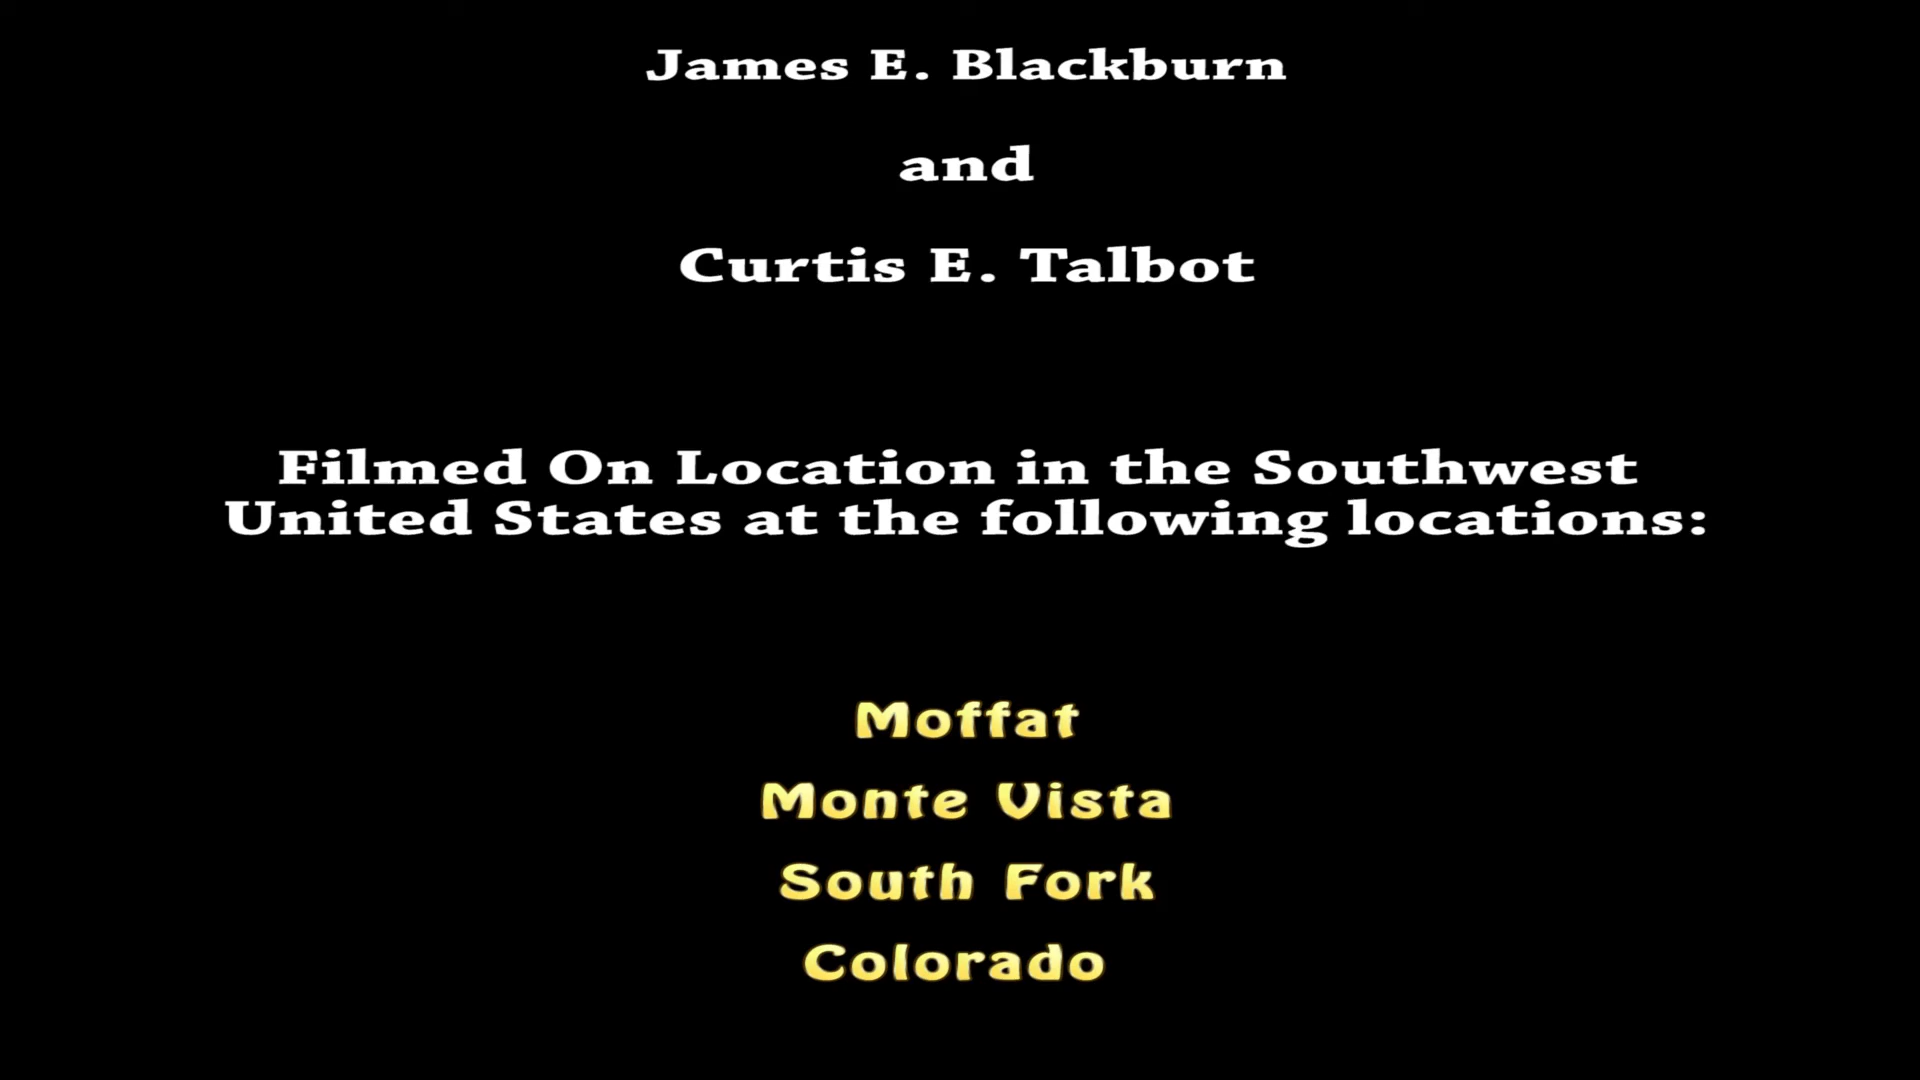 James E. Blackburn
and
Curtis E. Talbot
Filmed On Location in the Southwest
United States at the following locations:
Moffat
Monte Vista
South Fork
Colorado